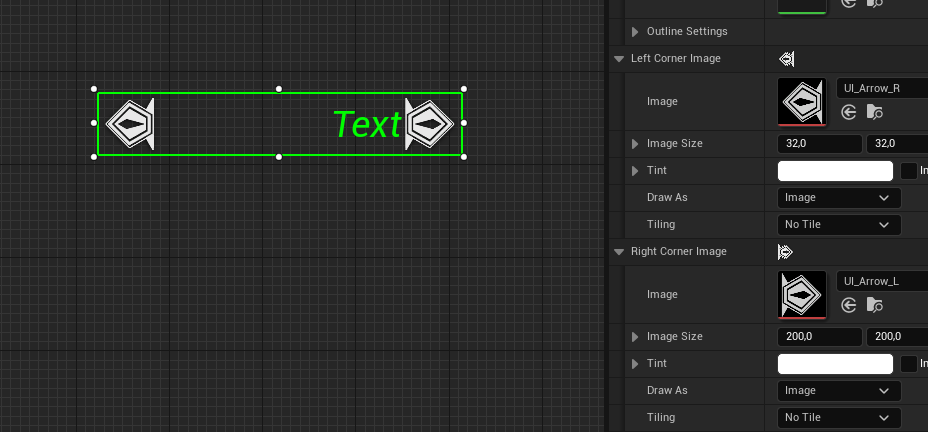 Outline Settings
Left Corner Image
Image
UI_Arrow_R
Image Size
32,0
32,0
Tint
Draw As
Image
Tiling
No Tile
Right Corner Image
Image
UI_Arrow_L
Image Size
200,0
200,0
Tint
Draw As
Image
Tiling
No Tile
Text